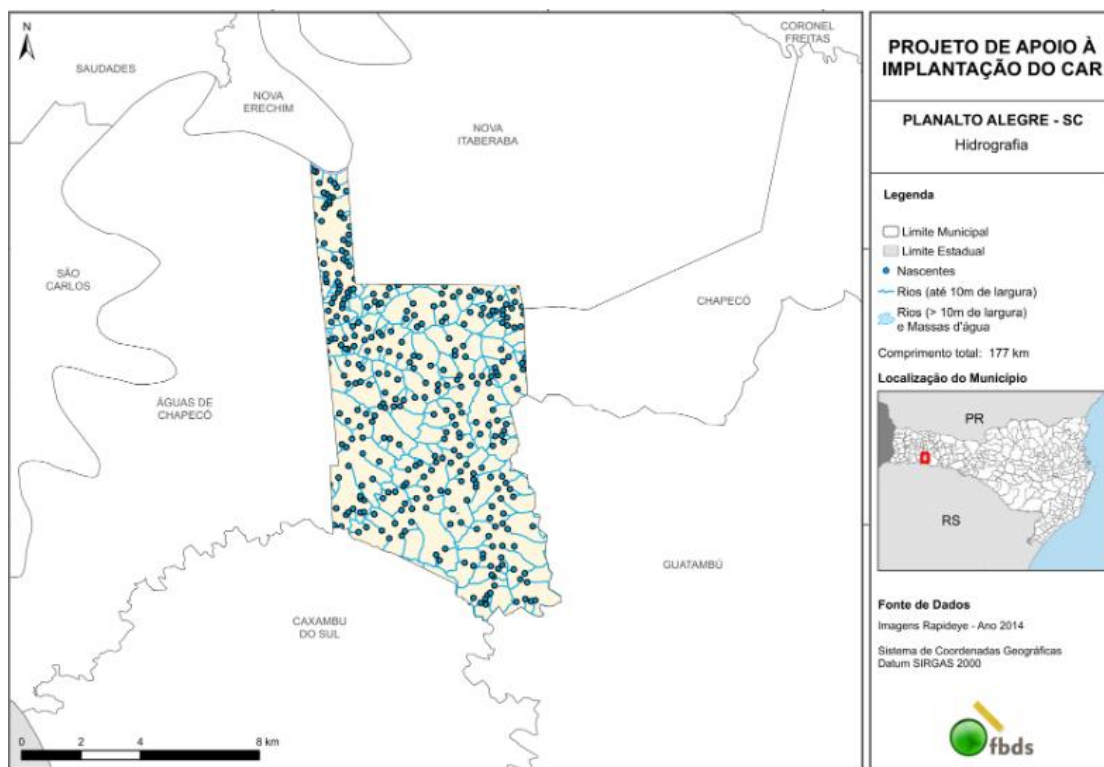 N
SAUDADES
NOVA
ERECHIM
NOVA
ITABERABA
CORONEL
FREITAS
SÃO
CARLOS
CHAPECÓ
ÁGUAS DE
CHAPECÓ
GUATAMBÚ
CAXAMBU
DO SUL
0 2 4 8 km
PROJETO DE APOIO À
IMPLANTAÇÃO DO CAR
PLANALTO ALEGRE - SC
Hidrografia
Legenda
Limite Municipal
Limite Estadual
Nascentes
Rios (até 10m de largura)
Rios (> 10m de largura)
e Massas d'água
Comprimento total: 177 km
Localização do Município
PR
RS
Fonte de Dados
Imagens Rapideye - Ano 2014
Sistema de Coordenadas Geográficas
Datum SIRGAS 2000
fbds